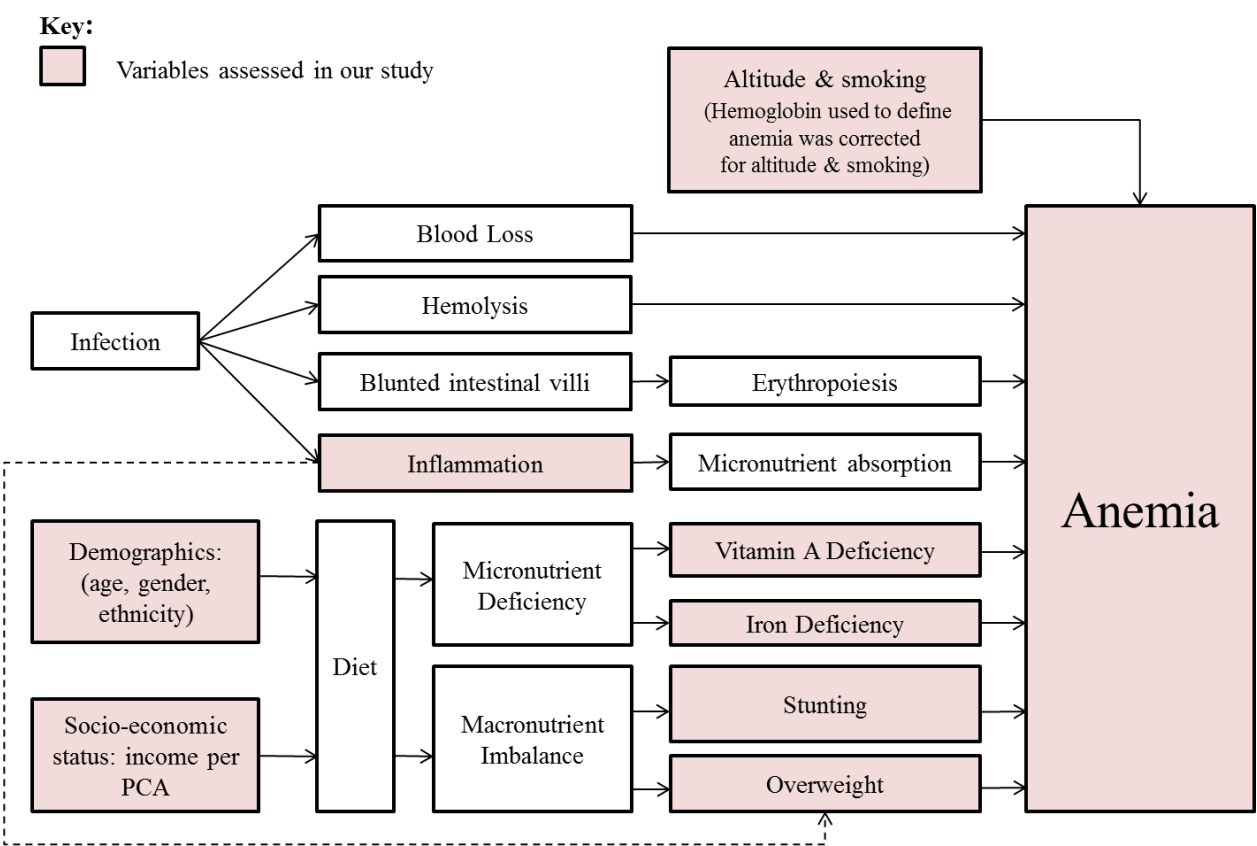 Key:
Variables assessed in our study
Altitude & smoking
(Hemoglobin used to define
anemia was corrected
for altitude & smoking)
Blood Loss
Hemolysis
Infection
Blunted intestinal villi
Erythropoiesis
Inflammation
Micronutrient absorption
Anemia
Demographics:
(age, gender,
ethnicity)
Diet
Micronutrient
Deficiency
Vitamin A Deficiency
Iron Deficiency
Socio-economic
status: income per
PCA
Macronutrient
Imbalance
Stunting
Overweight